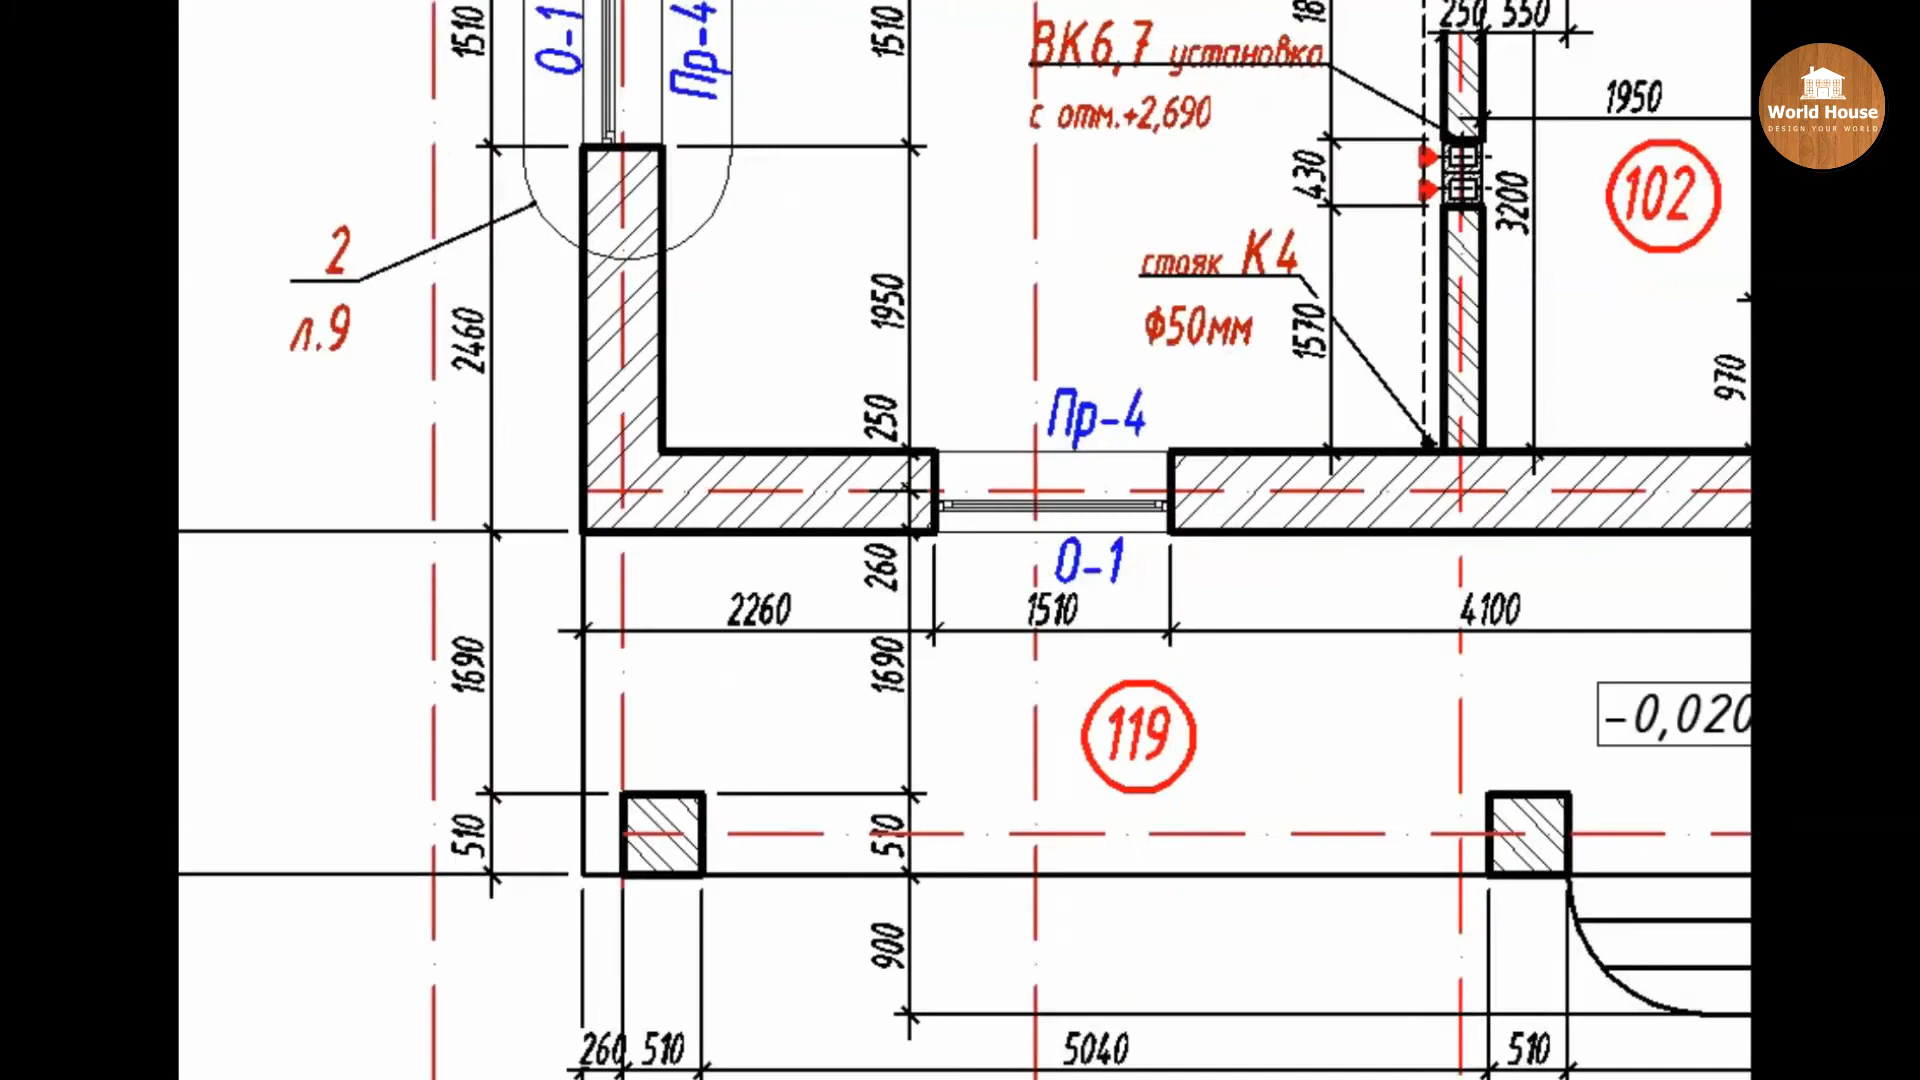 1510
О-1
Пр-4
1510
ВК6,7 установка
с отм.+2,690
250
550
1950
World House
DESIGN YOUR WORLD
430
3200
102
2
л.9
2460
1950
стояк К4
Ф50мм
1570
970
250
Пр-4
260
О-1
2260
1510
4100
1690
1690
119
-0,020
510
510
900
260
510
5040
510